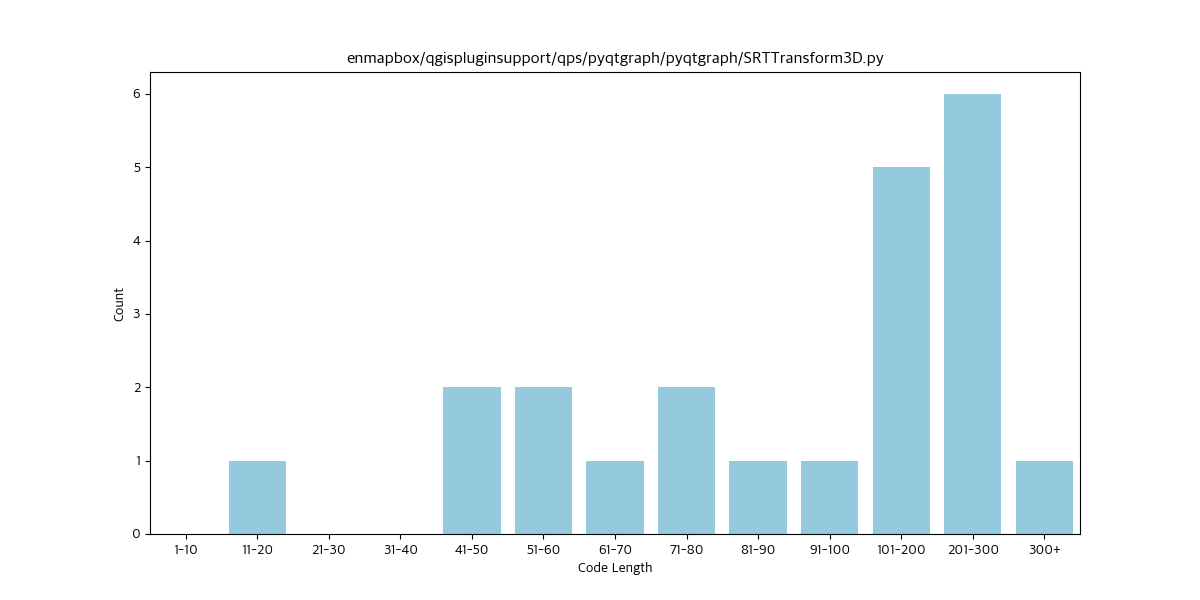 enmapbox/qgispluginsupport/qps/pyqtgraph/pyqtgraph/SRTTransform3D.py
6
5
4
3
2
1
0
Count
1-10 11-20 21-30 31-40 41-50 51-60 61-70 71-80 81-90 91-100 101-200 201-300 300+
Code Length